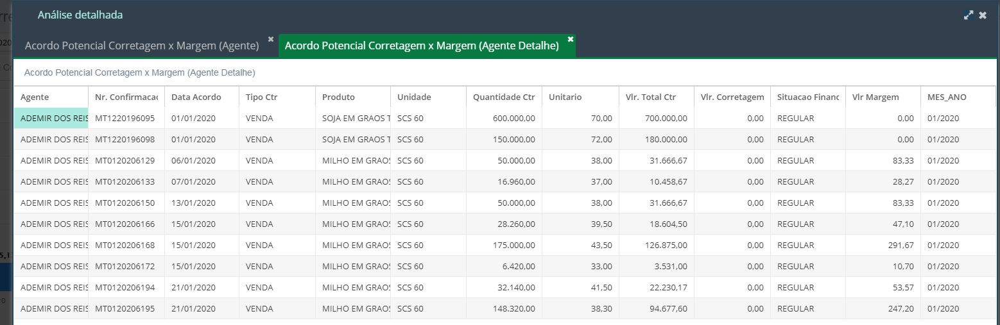 Análise detalhada
Acordo Potencial Corretagem x Margem (Agente) Acordo Potencial Corretagem x Margem (Agente Detalhe)
Acordo Potencial Corretagem x Margem (Agente Detalhe)
Agente Nr. Confirmacac Data Acordo Tipo Ctr Produto Unidade Quantidade Ctr Unitario Vlr. Total Ctr Vlr. Corretagem Situacao Financ Vlr Margem MES_ANO
ADEMIR DOS REIS MT1220196095 01/01/2020 VENDA SOJA EM GRAOS T SCS 60 600.000,00 70,00 700.000,00 0,00 REGULAR 0,00 01/2020
ADEMIR DOS REIS MT1220196098 01/01/2020 VENDA SOJA EM GRAOS T SCS 60 150.000,00 72,00 180.000,00 0,00 REGULAR 0,00 01/2020
ADEMIR DOS REIS MT0120206129 06/01/2020 VENDA MILHO EM GRAOS SCS 60 50.000,00 38,00 31.666,67 0,00 REGULAR 83,33 01/2020
ADEMIR DOS REIS MT0120206133 07/01/2020 VENDA MILHO EM GRAOS SCS 60 16.960,00 37,00 10.458,67 0,00 REGULAR 28,27 01/2020
ADEMIR DOS REIS MT0120206150 13/01/2020 VENDA MILHO EM GRAOS SCS 60 50.000,00 38,00 31.666,67 0,00 REGULAR 83,33 01/2020
ADEMIR DOS REIS MT0120206166 15/01/2020 VENDA MILHO EM GRAOS SCS 60 28.260,00 39,50 18.604,50 0,00 REGULAR 47,10 01/2020
ADEMIR DOS REIS MT0120206168 15/01/2020 VENDA MILHO EM GRAOS SCS 60 175.000,00 43,50 126.875,00 0,00 REGULAR 291,67 01/2020
ADEMIR DOS REIS MT0120206172 15/01/2020 VENDA MILHO EM GRAOS SCS 60 6.420,00 33,00 3.531,00 0,00 REGULAR 10,70 01/2020
ADEMIR DOS REIS MT0120206194 21/01/2020 VENDA MILHO EM GRAOS SCS 60 32.140,00 41,50 22.230,17 0,00 REGULAR 53,57 01/2020
ADEMIR DOS REIS MT0120206195 21/01/2020 VENDA MILHO EM GRAOS SCS 60 148.320,00 38,30 94.677,60 0,00 REGULAR 247,20 01/2020